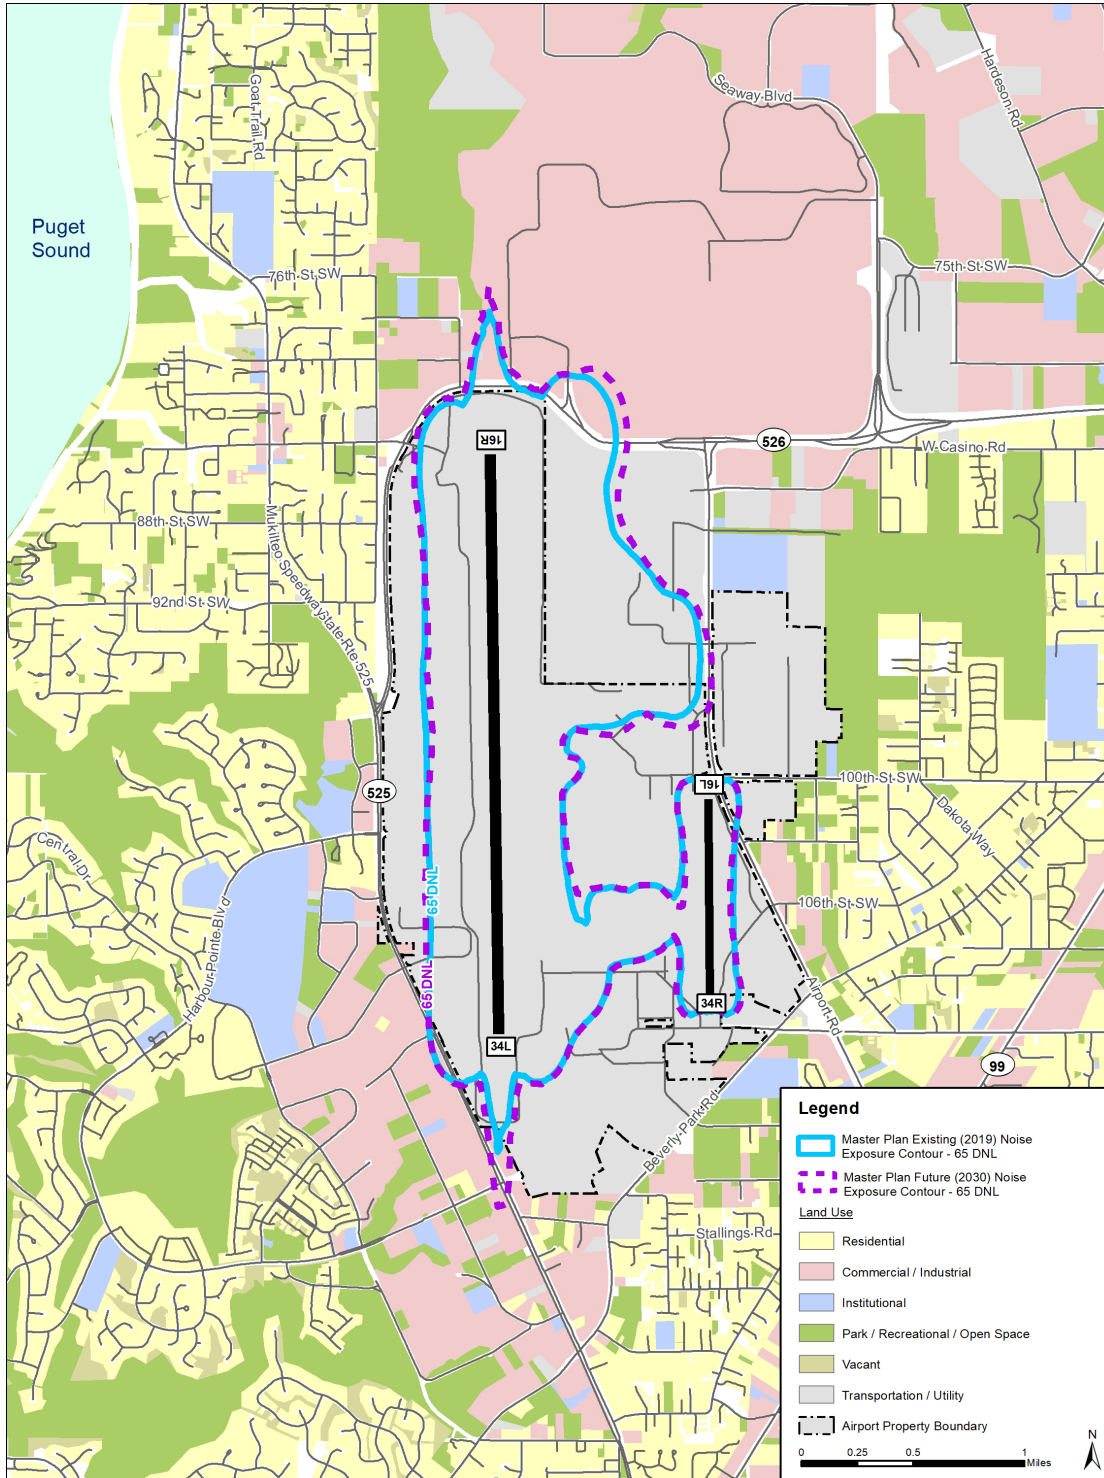 Goat Trail Rd
Seaway Blvd
Hardeson Rd
Puget
Sound
76th St SW
75th St SW
16R
526
W Casino Rd
88th St SW
Mukilteo Speedway
State Rte 525
92nd St SW
525
16L
100th St SW
Dakota Way
Central Dr
65 DNL
106th St SW
Harbour Pointe Blvd
65 DNL
34R
Airport Rd
34L
99
Beverly Park Rd
Stallings Rd
Legend
Master Plan Existing (2019) Noise
Exposure Contour - 65 DNL
Master Plan Future (2030) Noise
Exposure Contour - 65 DNL
Land Use
Residential
Commercial / Industrial
Institutional
Park / Recreational / Open Space
Vacant
Transportation / Utility
Airport Property Boundary
N
0 0.25 0.5 1
Miles